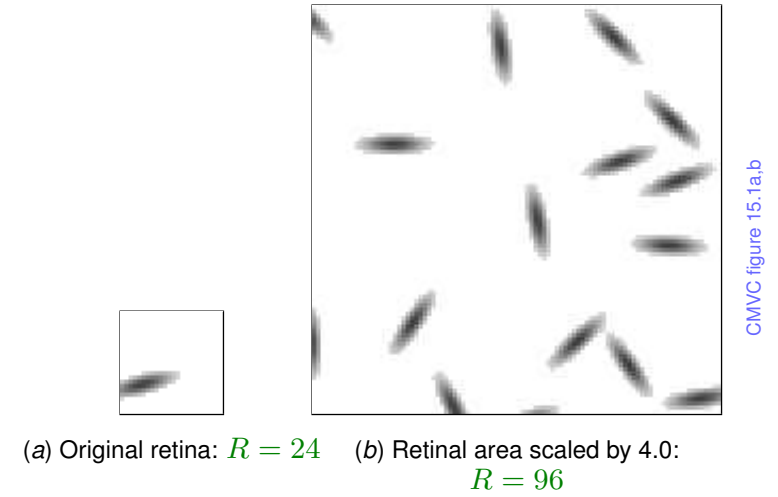 CMVC figure 15.1a,b
(a) Original retina: R = 24
(b) Retinal area scaled by 4.0:
R = 96